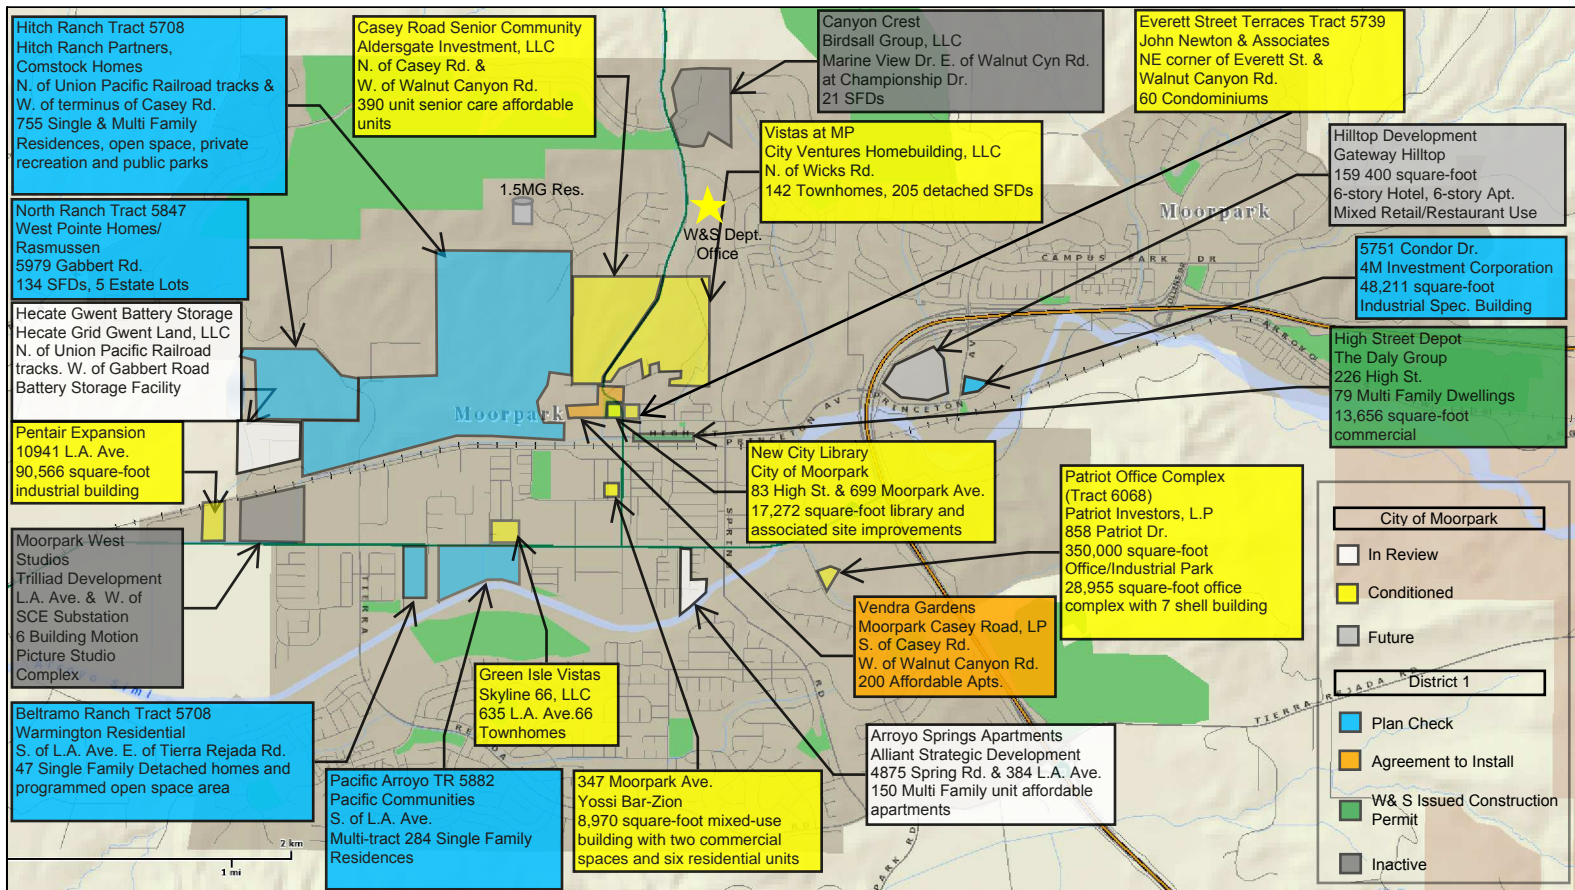 Hitch Ranch Tract 5708
Hitch Ranch Partners,
Comstock Homes
N. of Union Pacific Railroad tracks &
W. of terminus of Casey Rd.
755 Single & Multi Family
Residences, open space, private
recreation and public parks
Casey Road Senior Community
Aldersgate Investment, LLC
N. of Casey Rd. &
W. of Walnut Canyon Rd.
390 unit senior care affordable
units
Canyon Crest
Birdsall Group, LLC
Marine View Dr. E. of Walnut Cyn Rd.
at Championship Dr.
21 SFDs
Everett Street Terraces Tract 5739
John Newton & Associates
NE corner of Everett St. &
Walnut Canyon Rd.
60 Condominiums
Vistas at MP
City Ventures Homebuilding, LLC
N. of Wicks Rd.
142 Townhomes, 205 detached SFDs
Hilltop Development
Gateway Hilltop
159 400 square-foot
6-story Hotel, 6-story Apt.
Mixed Retail/Restaurant Use
1.5MG Res.
W&S Dept.
Office
Moorpark
CAMPUS PARK DR
COLLINS DR
North Ranch Tract 5847
West Pointe Homes/
Rasmussen
5979 Gabbert Rd.
134 SFDs, 5 Estate Lots
5751 Condor Dr.
4M Investment Corporation
48,211 square-foot
Industrial Spec. Building
Hecate Gwent Battery Storage
Hecate Grid Gwent Land, LLC
N. of Union Pacific Railroad
tracks. W. of Gabbert Road
Battery Storage Facility
ARROYO
High Street Depot
The Daly Group
226 High St.
79 Multi Family Dwellings
13,656 square-foot
commercial
Moorpark
HIGH
PRINCETON AV
PRINCETON
AV
Pentair Expansion
10941 L.A. Ave.
90,566 square-foot
industrial building
New City Library
City of Moorpark
83 High St. & 699 Moorpark Ave.
17,272 square-foot library and
associated site improvements
Patriot Office Complex
(Tract 6068)
Patriot Investors, L.P
858 Patriot Dr.
350,000 square-foot
Office/Industrial Park
28,955 square-foot office
complex with 7 shell building
Moorpark West
Studios
Trilliad Development
L.A. Ave. & W. of
SCE Substation
6 Building Motion
Picture Studio
Complex
SPRING
RD
TIERRA
REJADA
Simi
Vendra Gardens
Moorpark Casey Road, LP
S. of Casey Rd.
W. of Walnut Canyon Rd.
200 Affordable Apts.
Green Isle Vistas
Skyline 66, LLC
635 L.A. Ave.66
Townhomes
TIERRA REJADA RD
Beltramo Ranch Tract 5708
Warmington Residential
S. of L.A. Ave. E. of Tierra Rejada Rd.
47 Single Family Detached homes and
programmed open space area
Pacific Arroyo TR 5882
Pacific Communities
S. of L.A. Ave.
Multi-tract 284 Single Family
Residences
347 Moorpark Ave.
Yossi Bar-Zion
8,970 square-foot mixed-use
building with two commercial
spaces and six residential units
Arroyo Springs Apartments
Alliant Strategic Development
4875 Spring Rd. & 384 L.A. Ave.
150 Multi Family unit affordable
apartments
PARK RD
2 km
1 mi
City of Moorpark
In Review
Conditioned
Future
District 1
Plan Check
Agreement to Install
W& S Issued Construction
Permit
Inactive